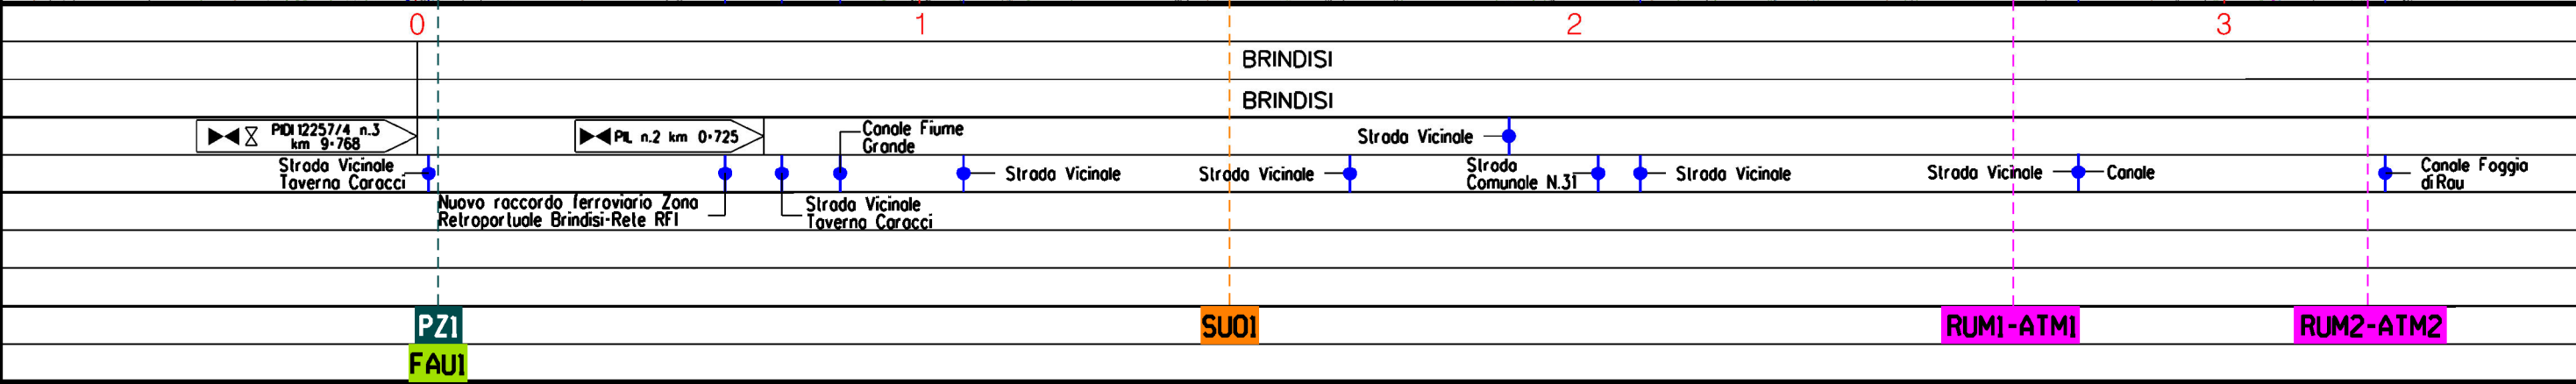 0 1 2 3
BRINDISI
BRINDISI
PIDI 12257/4 n.3
km 9+768
PIL n.2 km 0+725
Canale Fiume
Grande
Strada Vicinale
Strada Vicinale
Taverna Caracci
Strada Vicinale
Strada Vicinale
Strada
Comunale N.31
Strada Vicinale
Strada Vicinale
Canale
Canale Foggia
di Rau
Nuovo raccordo ferroviario Zona
Retroportuale Brindisi-Rete RFI
Strada Vicinale
Taverna Caracci
PZ1
SUO1
RUM1-ATM1
RUM2-ATM2
FAU1